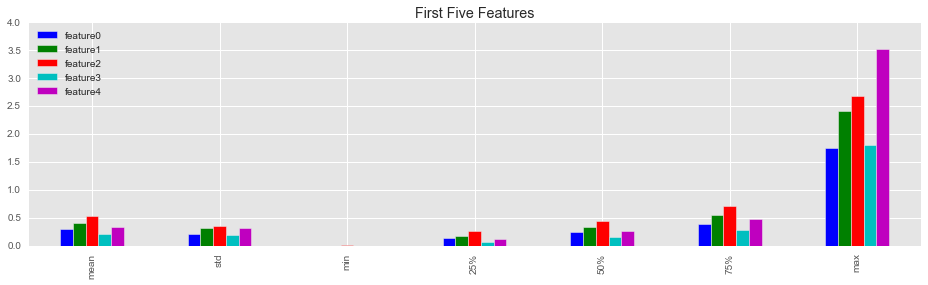 First Five Features
4.0
3.5
3.0
2.5
2.0
1.5
1.0
0.5
0.0
feature0
feature1
feature2
feature3
feature4
mean
std
min
25%
50%
75%
max